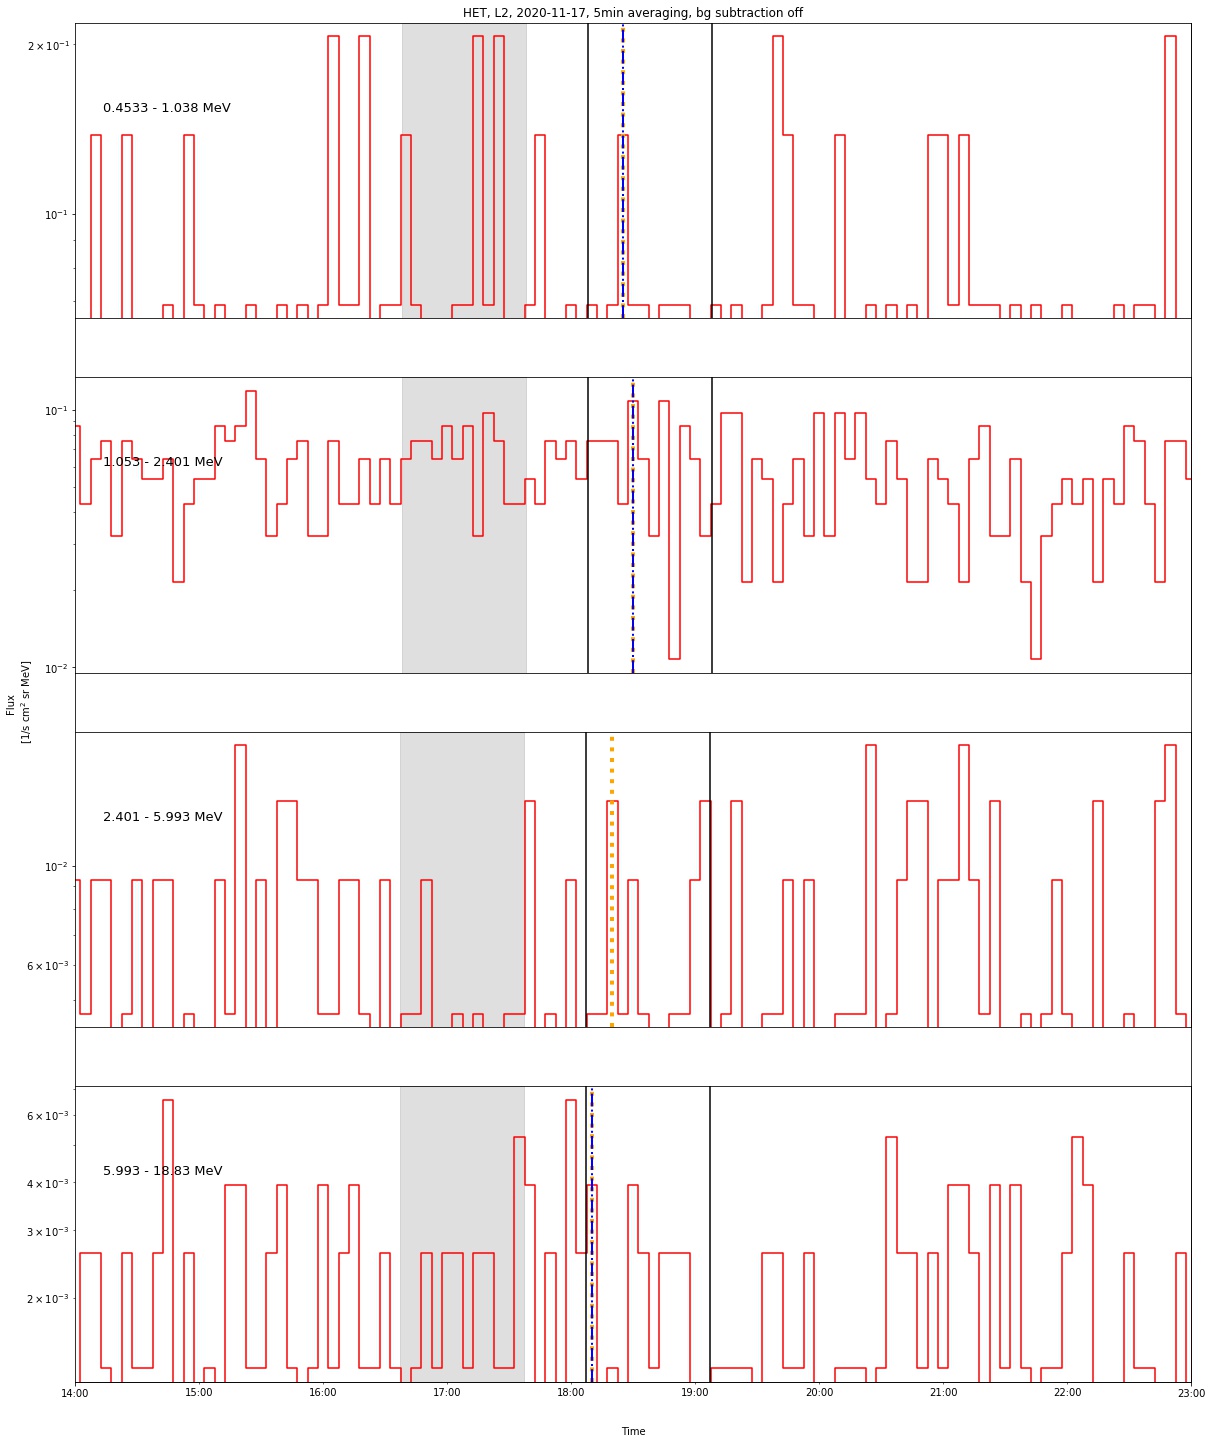 HET, L2, 2020-11-17, 5min averaging, bg subtraction off
2 × 10⁻¹
0.4533 - 1.038 MeV
10⁻¹
10⁻¹
1.053 - 2.401 MeV
10⁻²
Flux
[1/s cm² sr MeV]
2.401 - 5.993 MeV
10⁻²
6 × 10⁻³
6 × 10⁻³
5.993 - 18.83 MeV
4 × 10⁻³
3 × 10⁻³
2 × 10⁻³
14:00 15:00 16:00 17:00 18:00 19:00 20:00 21:00 22:00 23:00
Time